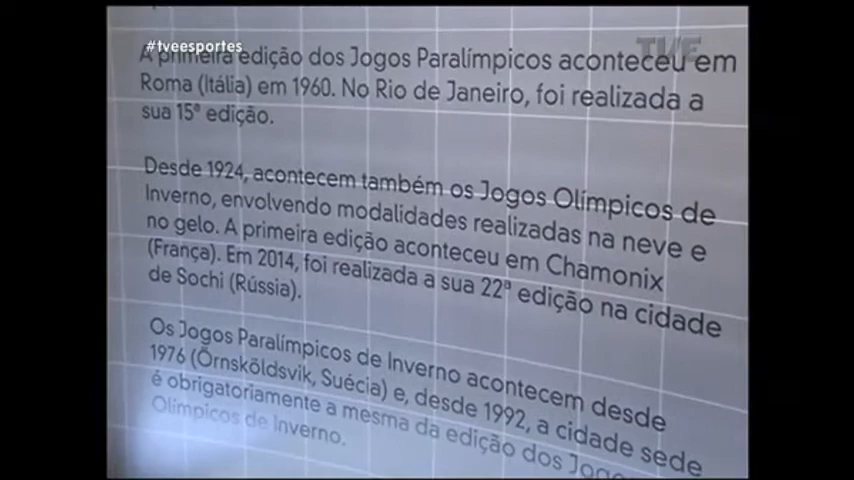 #tveesportes
TVE
A primeira edição dos Jogos Paralímpicos aconteceu em
Roma (Itália) em 1960. No Rio de Janeiro, foi realizada a
sua 15ª edição.
Desde 1924, acontecem também os Jogos Olímpicos de
Inverno, envolvendo modalidades realizadas na neve e
no gelo. A primeira edição aconteceu em Chamonix
(França). Em 2014, foi realizada a sua 22ª edição na cidade
de Sochi (Rússia).
Os Jogos Paralímpicos de Inverno acontecem desde
1976 (Örnsköldsvik, Suécia) e, desde 1992, a cidade sede
é obrigatoriamente a mesma da edição dos Jogos
Olímpicos de Inverno.